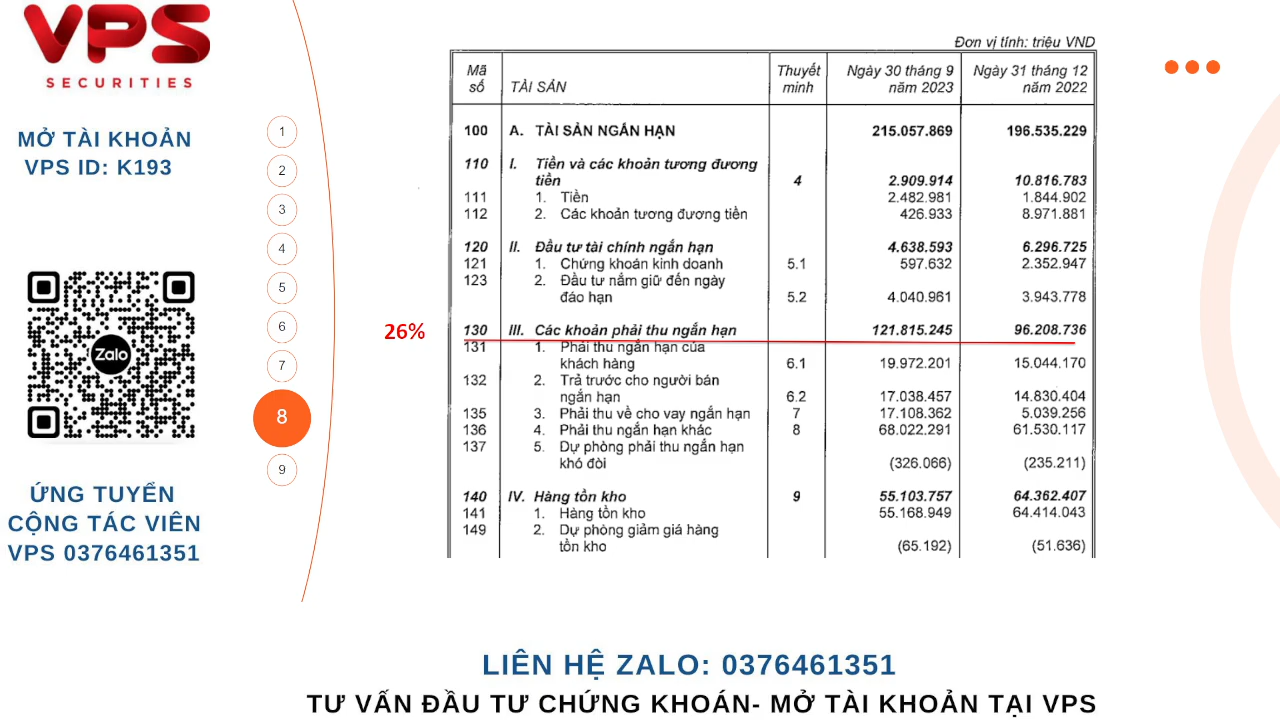 VPS
SECURITIES
MỞ TÀI KHOẢN
VPS ID: K193
Zalo
ỨNG TUYỂN
CỘNG TÁC VIÊN
VPS 0376461351
1
2
3
4
5
6
7
8
9
26%
Đơn vị tính: triệu VND
Mã số TÀI SẢN Thuyết minh Ngày 30 tháng 9 năm 2023 Ngày 31 tháng 12 năm 2022
100 A. TÀI SẢN NGẮN HẠN 215.057.869 196.535.229
110 I. Tiền và các khoản tương đương
tiền 4 2.909.914 10.816.783
111 1. Tiền 2.482.981 1.844.902
112 2. Các khoản tương đương tiền 426.933 8.971.881
120 II. Đầu tư tài chính ngắn hạn 4.638.593 6.296.725
121 1. Chứng khoán kinh doanh 5.1 597.632 2.352.947
123 2. Đầu tư nắm giữ đến ngày
đáo hạn 5.2 4.040.961 3.943.778
130 III. Các khoản phải thu ngắn hạn 121.815.245 96.208.736
131 1. Phải thu ngắn hạn của
khách hàng 6.1 19.972.201 15.044.170
132 2. Trả trước cho người bán
ngắn hạn 6.2 17.038.457 14.830.404
135 3. Phải thu về cho vay ngắn hạn 7 17.108.362 5.039.256
136 4. Phải thu ngắn hạn khác 8 68.022.291 61.530.117
137 5. Dự phòng phải thu ngắn hạn
khó đòi (326.066) (235.211)
140 IV. Hàng tồn kho 9 55.103.757 64.362.407
141 1. Hàng tồn kho 55.168.949 64.414.043
149 2. Dự phòng giảm giá hàng
tồn kho (65.192) (51.636)
LIÊN HỆ ZALO: 0376461351
TƯ VẤN ĐẦU TƯ CHỨNG KHOÁN- MỞ TÀI KHOẢN TẠI VPS